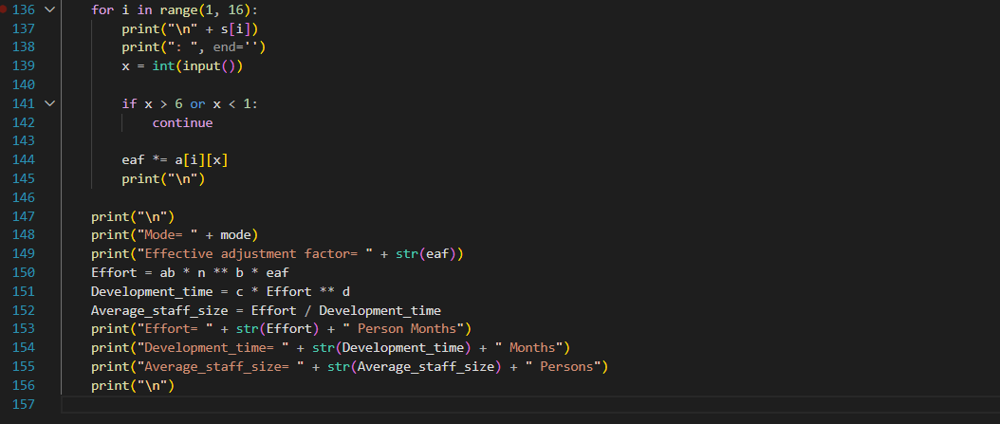 136 for i in range(1, 16):
137 print("\n" + s[i])
138 print(": ", end='')
139 x = int(input())
140
141 if x > 6 or x < 1:
142 continue
143
144 eaf *= a[i][x]
145 print("\n")
146
147 print("\n")
148 print("Mode= " + mode)
149 print("Effective adjustment factor= " + str(eaf))
150 Effort = ab * n ** b * eaf
151 Development_time = c * Effort ** d
152 Average_staff_size = Effort / Development_time
153 print("Effort= " + str(Effort) + " Person Months")
154 print("Development_time= " + str(Development_time) + " Months")
155 print("Average_staff_size= " + str(Average_staff_size) + " Persons")
156 print("\n")
157